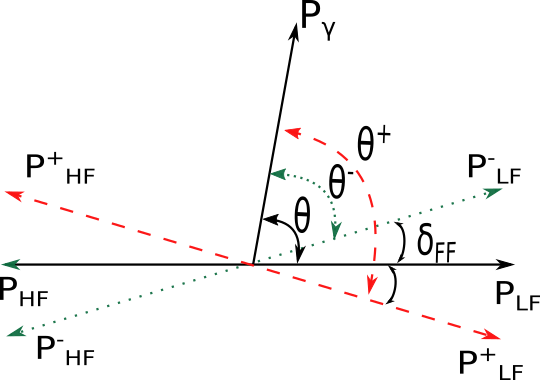 Pγ
θ⁺
P⁺HF
θ⁻
P⁻LF
θ
δFF
PHF
PLF
P⁻HF
P⁺LF